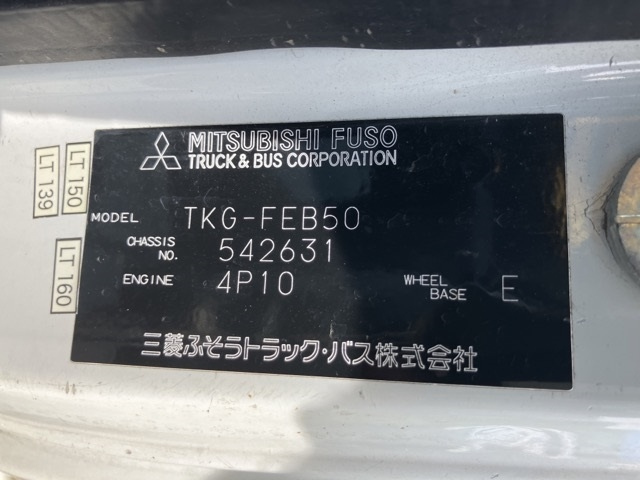 MITSUBISHI FUSO
TRUCK & BUS CORPORATION
LT 139
LT 150
MODEL TKG-FEB50
CHASSIS NO. 542631
LT 160
ENGINE 4P10 WHEEL BASE E
三菱ふそうトラック・バス株式会社